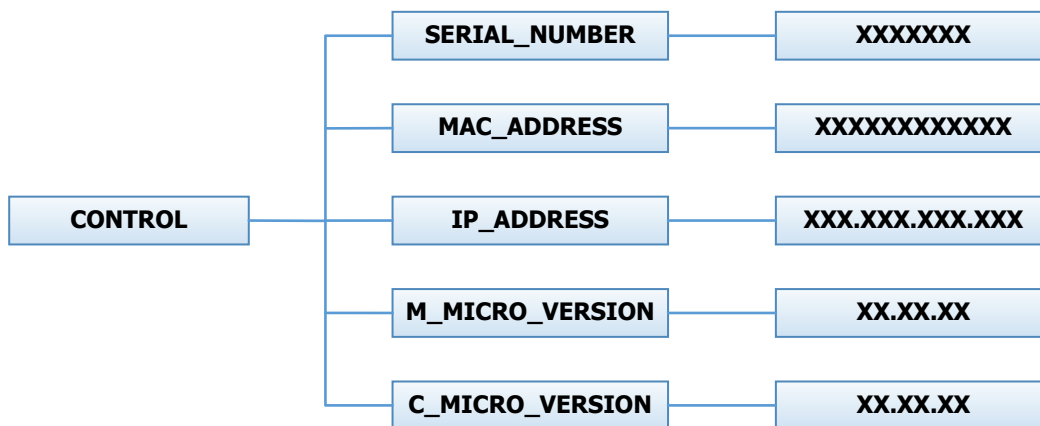 SERIAL_NUMBER XXXXXXX
MAC_ADDRESS XXXXXXXXXXXX
CONTROL IP_ADDRESS XXX.XXX.XXX.XXX
M_MICRO_VERSION XX.XX.XX
C_MICRO_VERSION XX.XX.XX